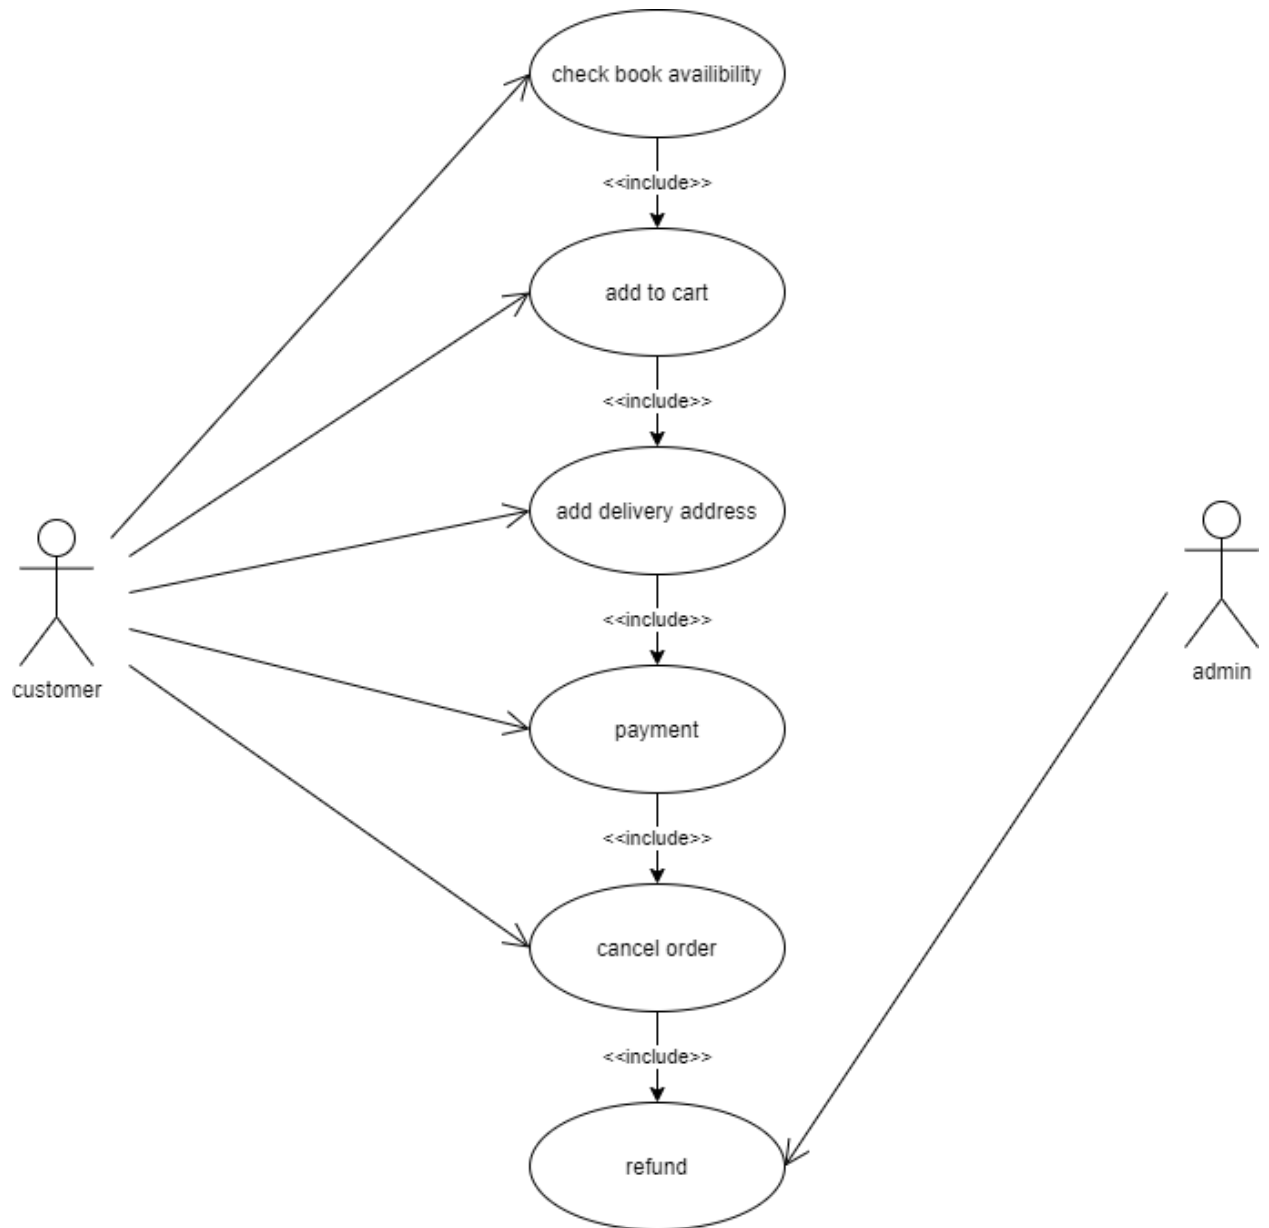 check book availibility
<<include>>
add to cart
<<include>>
add delivery address
<<include>>
customer
admin
payment
<<include>>
cancel order
<<include>>
refund